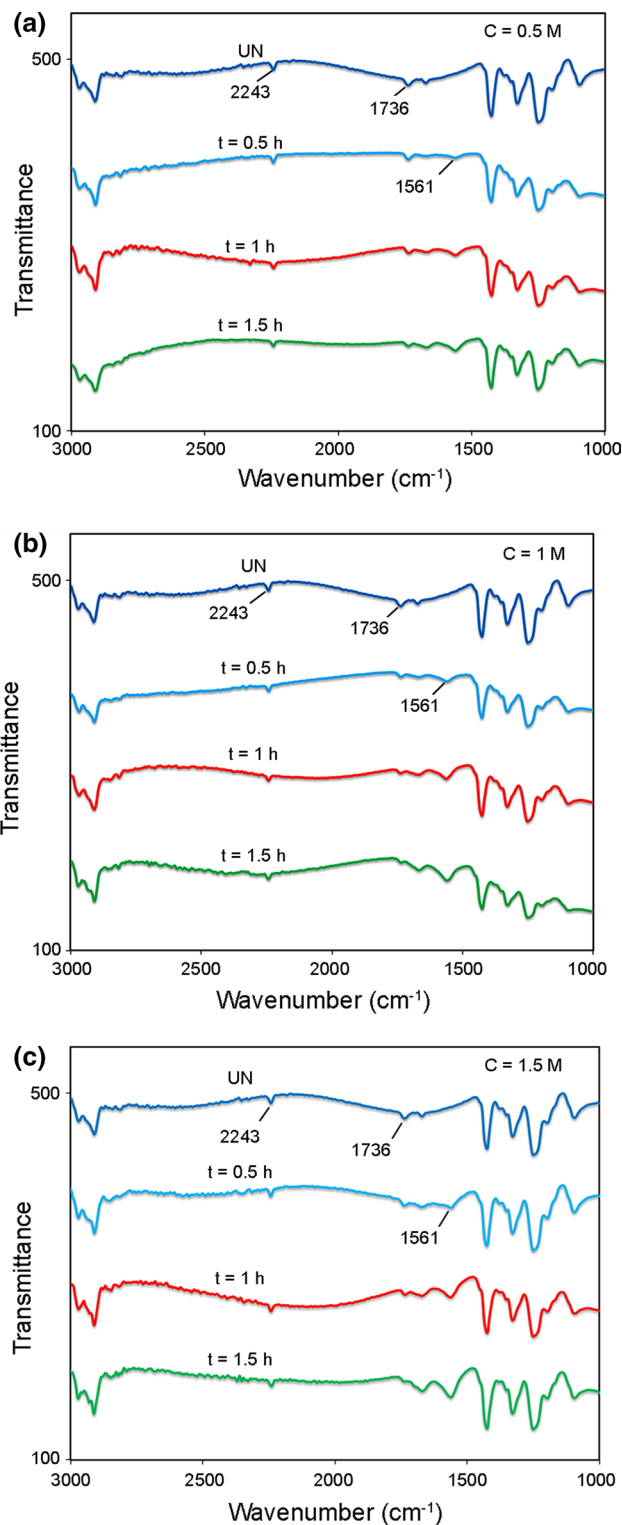 (a)
C = 0.5 M
500
UN
2243
1736
t = 0.5 h
1561
t = 1 h
t = 1.5 h
Transmittance
100
3000 2500 2000 1500 1000
Wavenumber (cm⁻¹)
(b)
C = 1 M
500
UN
2243
1736
t = 0.5 h
1561
t = 1 h
t = 1.5 h
Transmittance
100
3000 2500 2000 1500 1000
Wavenumber (cm⁻¹)
(c)
C = 1.5 M
500
UN
2243
1736
t = 0.5 h
1561
t = 1 h
t = 1.5 h
Transmittance
100
3000 2500 2000 1500 1000
Wavenumber (cm⁻¹)